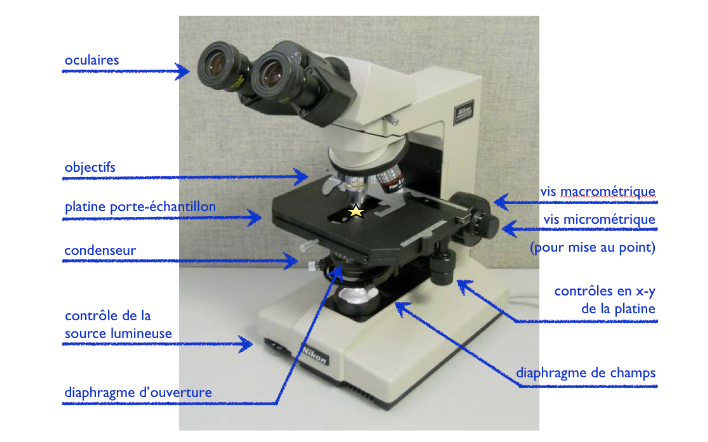 oculaires
objectifs
platine porte-échantillon
condenseur
contrôle de la
source lumineuse
diaphragme d'ouverture
vis macrométrique
vis micrométrique
(pour mise au point)
contrôles en x-y
de la platine
diaphragme de champs
Nikon
Nikon